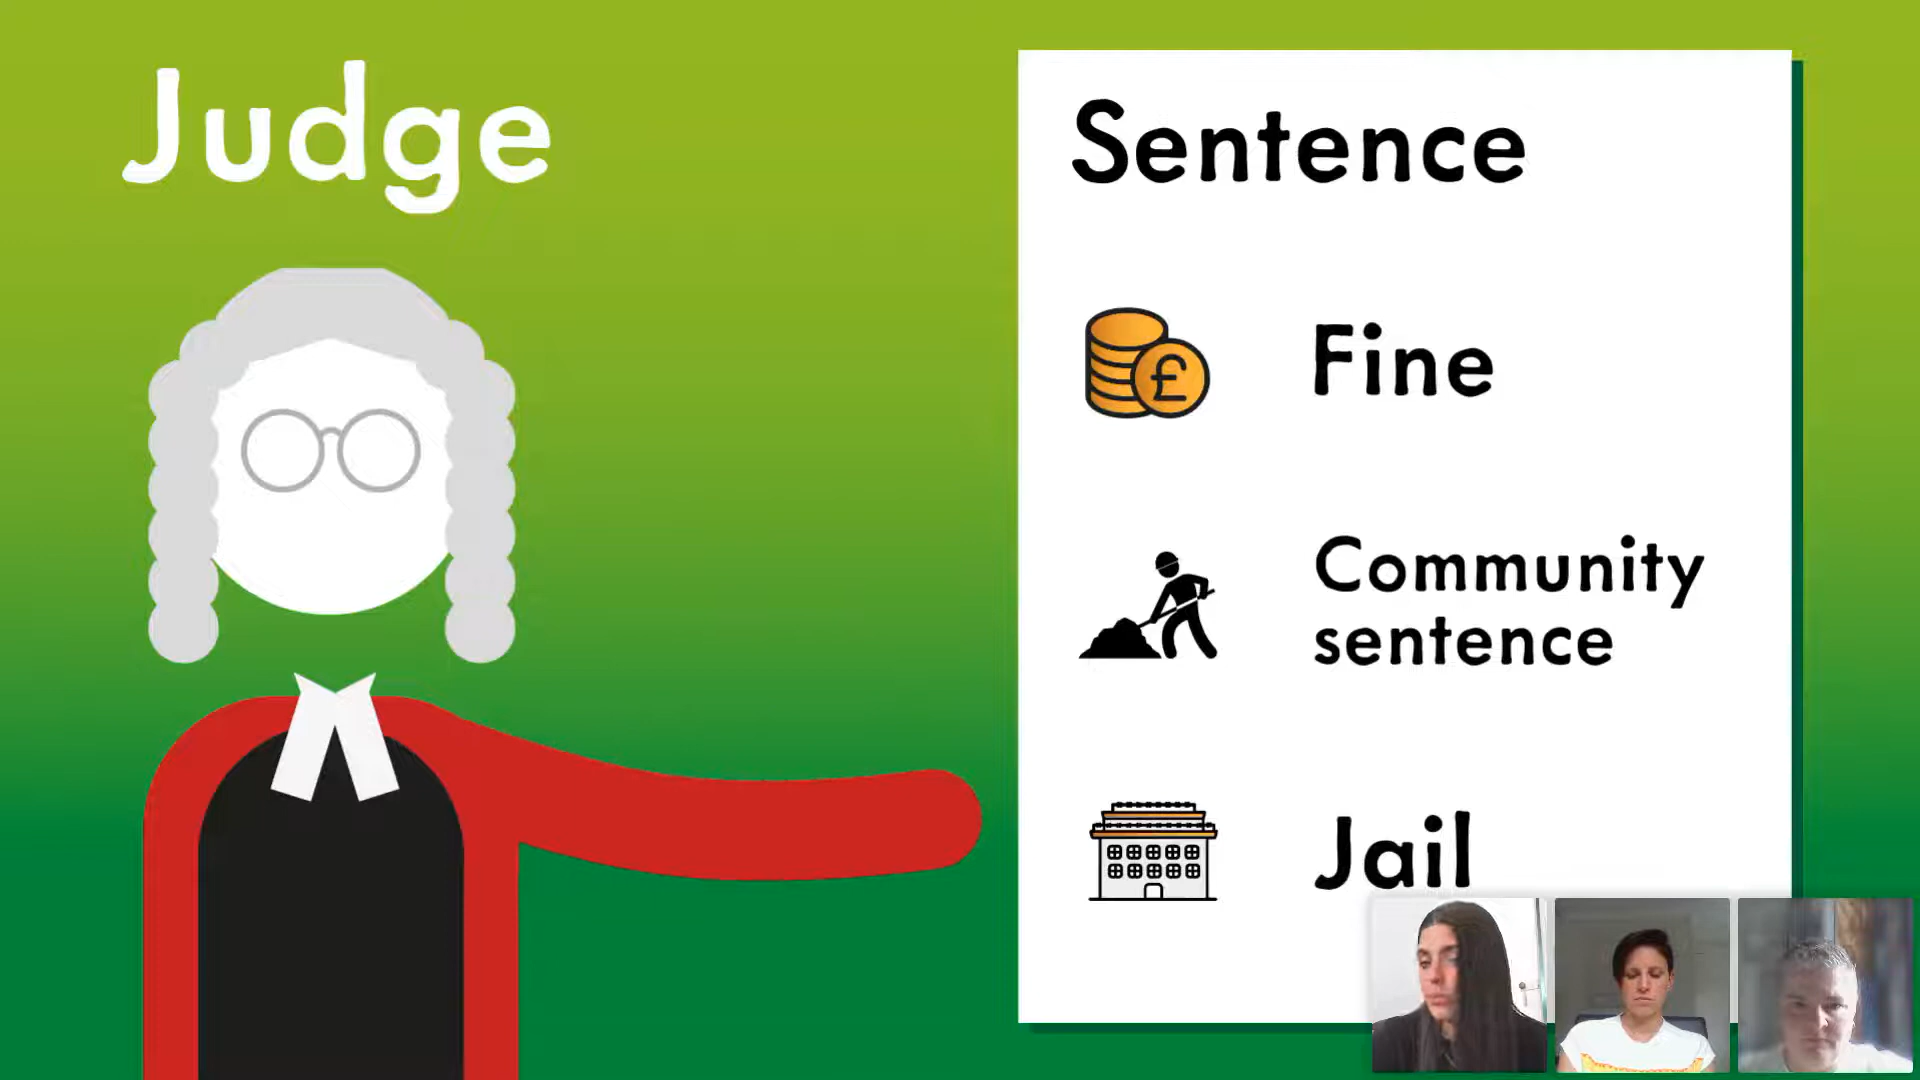 Judge
Sentence
£
Fine
Community
sentence
Jail